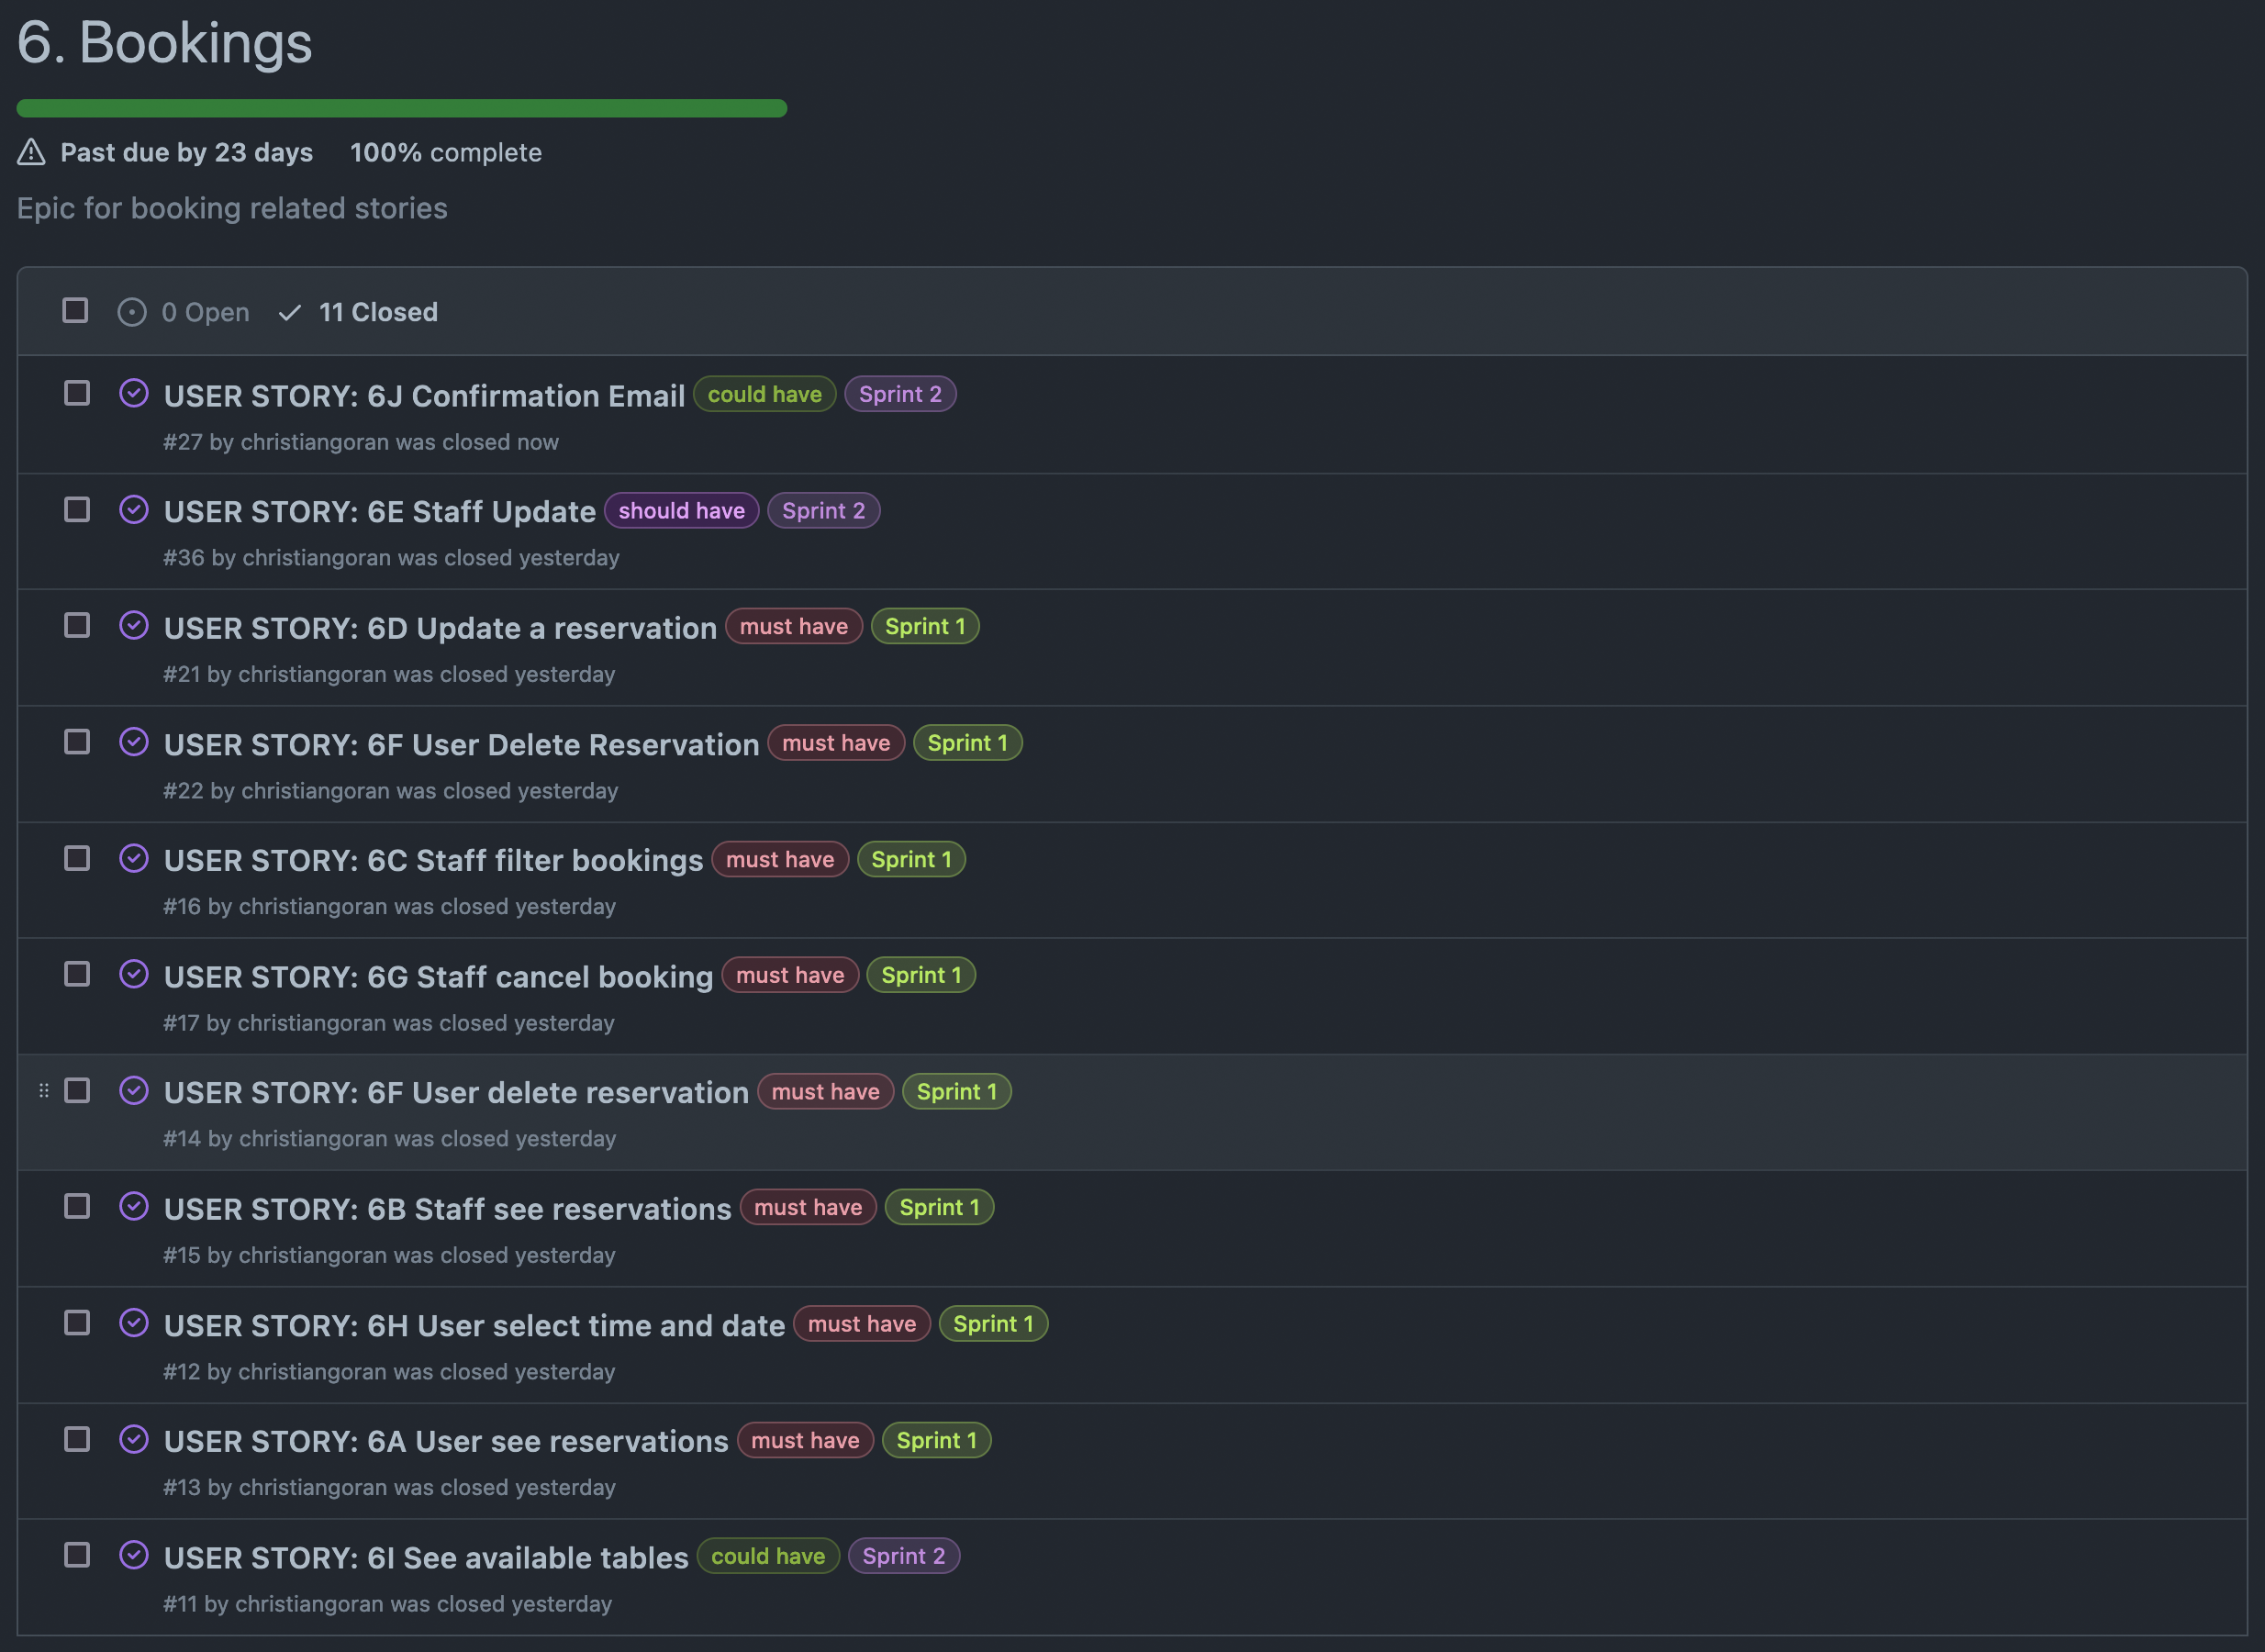 6. Bookings
Past due by 23 days 100% complete
Epic for booking related stories
0 Open 11 Closed
USER STORY: 6J Confirmation Email could have Sprint 2
#27 by christiangoran was closed now
USER STORY: 6E Staff Update should have Sprint 2
#36 by christiangoran was closed yesterday
USER STORY: 6D Update a reservation must have Sprint 1
#21 by christiangoran was closed yesterday
USER STORY: 6F User Delete Reservation must have Sprint 1
#22 by christiangoran was closed yesterday
USER STORY: 6C Staff filter bookings must have Sprint 1
#16 by christiangoran was closed yesterday
USER STORY: 6G Staff cancel booking must have Sprint 1
#17 by christiangoran was closed yesterday
USER STORY: 6F User delete reservation must have Sprint 1
#14 by christiangoran was closed yesterday
USER STORY: 6B Staff see reservations must have Sprint 1
#15 by christiangoran was closed yesterday
USER STORY: 6H User select time and date must have Sprint 1
#12 by christiangoran was closed yesterday
USER STORY: 6A User see reservations must have Sprint 1
#13 by christiangoran was closed yesterday
USER STORY: 6I See available tables could have Sprint 2
#11 by christiangoran was closed yesterday